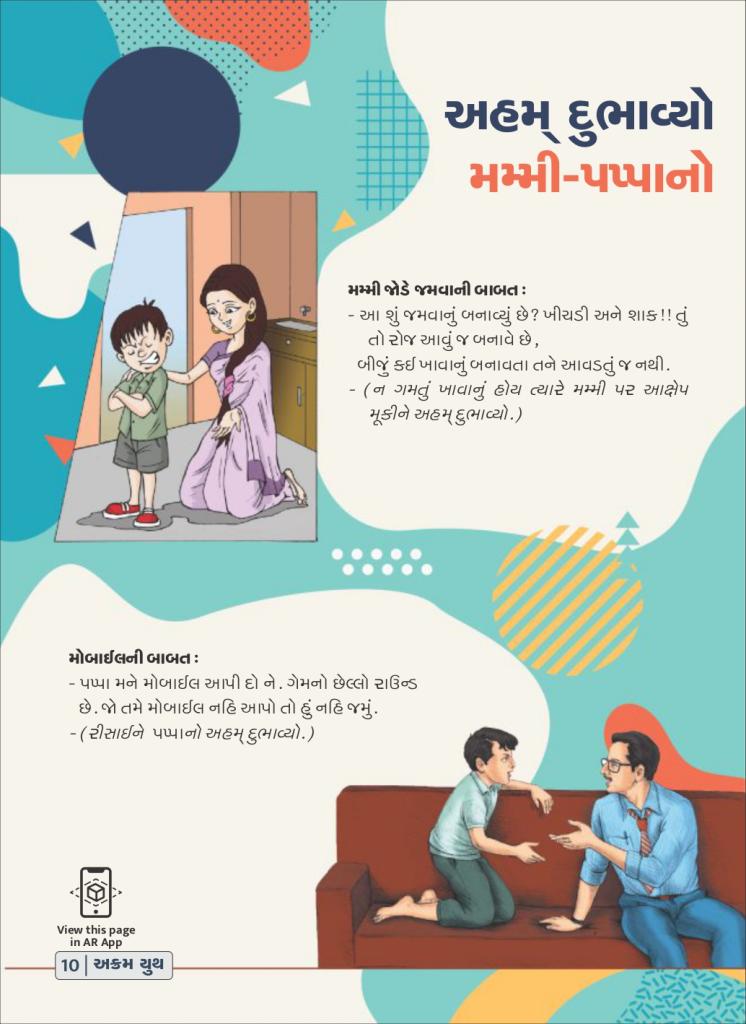 અહમ્ દુભાવ્યો
મમ્મી-પપ્પાનો
મમ્મી જોડે જમવાની બાબત :
- આ શું જમવાનું બનાવ્યું છે? ખીચડી અને શાક!! તું
તો રોજ આવું જ બનાવે છે,
બીજું કઈ ખાવાનું બનાવતા તને આવડતું જ નથી.
- (ન ગમતું ખાવાનું હોય ત્યારે મમ્મી પર આક્ષેપ
મૂકીને અહમ્ દુભાવ્યો.)
મોબાઈલની બાબત :
- પપ્પા મને મોબાઈલ આપી દો ને. ગેમનો છેલ્લો રાઉન્ડ
છે. જો તમે મોબાઈલ નહિ આપો તો હું નહિ જમું.
- (રીસાઈને પપ્પાનો અહમ્ દુભાવ્યો.)
View this page
in AR App
10 | અક્રમ યુથ